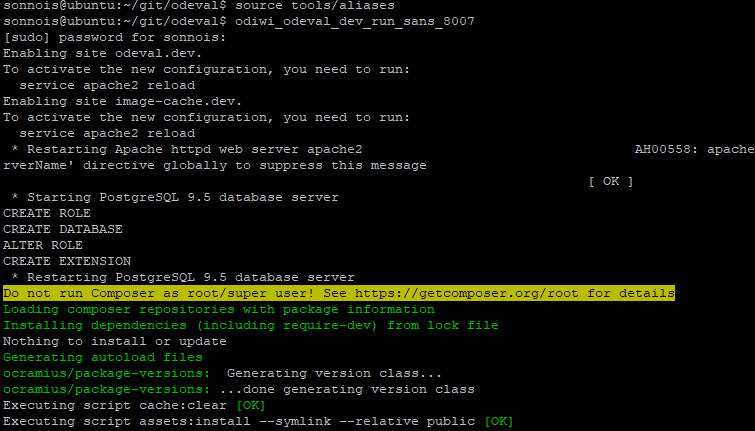 sonnois@ubuntu:~/git/odeval$ source tools/aliases
sonnois@ubuntu:~/git/odeval$ odiwi_odeval_dev_run_sans_8007
[sudo] password for sonnois:
Enabling site odeval.dev.
To activate the new configuration, you need to run:
  service apache2 reload
Enabling site image-cache.dev.
To activate the new configuration, you need to run:
  service apache2 reload
 * Restarting Apache httpd web server apache2                                  AH00558: apache
rverName' directive globally to suppress this message
                                                                         [ OK ]
 * Starting PostgreSQL 9.5 database server
CREATE ROLE
CREATE DATABASE
ALTER ROLE
CREATE EXTENSION
 * Restarting PostgreSQL 9.5 database server
Do not run Composer as root/super user! See https://getcomposer.org/root for details
Loading composer repositories with package information
Installing dependencies (including require-dev) from lock file
Nothing to install or update
Generating autoload files
ocramius/package-versions:  Generating version class...
ocramius/package-versions: ...done generating version class
Executing script cache:clear [OK]
Executing script assets:install --symlink --relative public [OK]